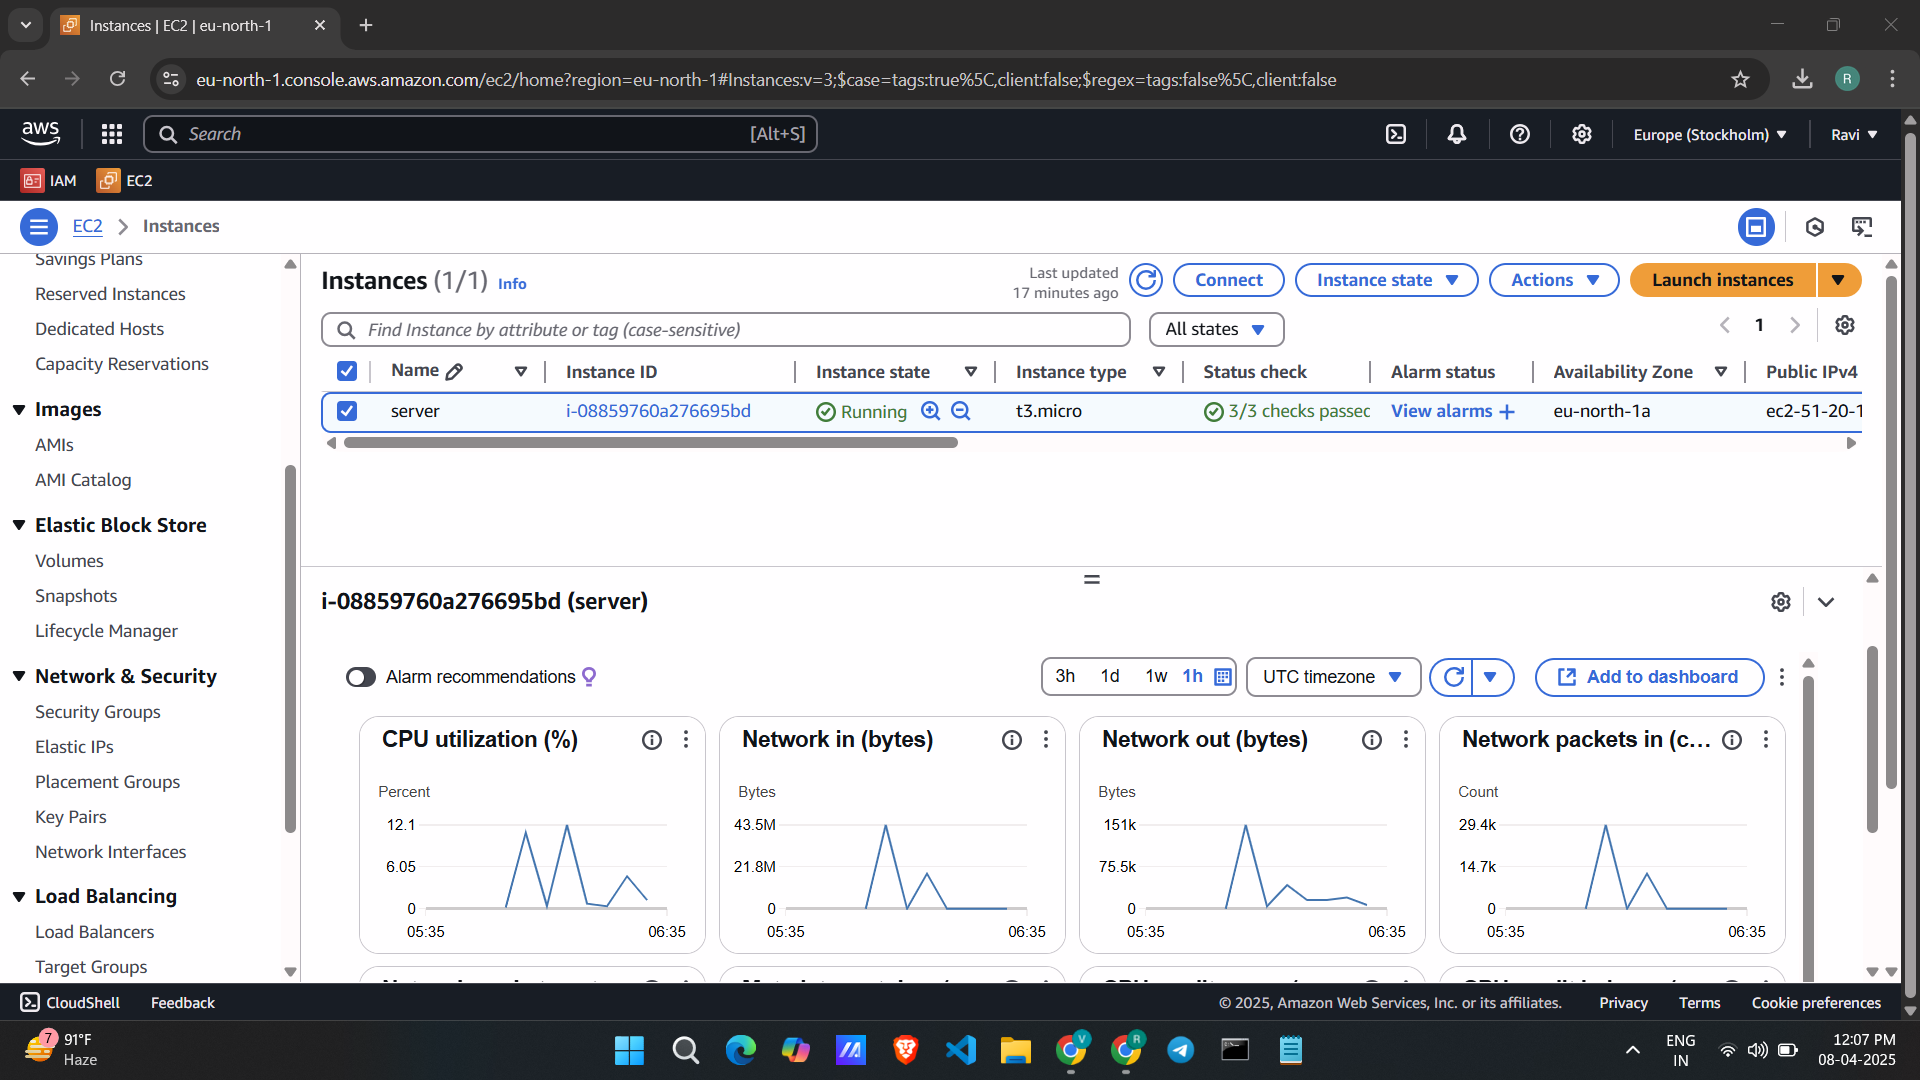 Instances | EC2 | eu-north-1
eu-north-1.console.aws.amazon.com/ec2/home?region=eu-north-1#Instances:v=3;$case=tags:true%5C,client:false;$regex=tags:false%5C,client:false
R
aws
Search
[Alt+S]
Europe (Stockholm)
Ravi
IAM
EC2
EC2
Instances
Savings Plans
Reserved Instances
Dedicated Hosts
Capacity Reservations
Images
AMIs
AMI Catalog
Elastic Block Store
Volumes
Snapshots
Lifecycle Manager
Network & Security
Security Groups
Elastic IPs
Placement Groups
Key Pairs
Network Interfaces
Load Balancing
Load Balancers
Target Groups
Instances (1/1) Info
Last updated
17 minutes ago
Connect
Instance state
Actions
Launch instances
Find Instance by attribute or tag (case-sensitive)
All states
1
Name
Instance ID
Instance state
Instance type
Status check
Alarm status
Availability Zone
Public IPv4
server
i-08859760a276695bd
Running
t3.micro
3/3 checks passec
View alarms
eu-north-1a
ec2-51-20-1
i-08859760a276695bd (server)
Alarm recommendations
3h
1d
1w
1h
UTC timezone
Add to dashboard
CPU utilization (%)
Percent
12.1
6.05
0
05:35
06:35
Network in (bytes)
Bytes
43.5M
21.8M
0
05:35
06:35
Network out (bytes)
Bytes
151k
75.5k
0
05:35
06:35
Network packets in (c...
Count
29.4k
14.7k
0
05:35
06:35
CloudShell
Feedback
© 2025, Amazon Web Services, Inc. or its affiliates.
Privacy
Terms
Cookie preferences
7
91°F
Haze
V
R
ENG
IN
12:07 PM
08-04-2025